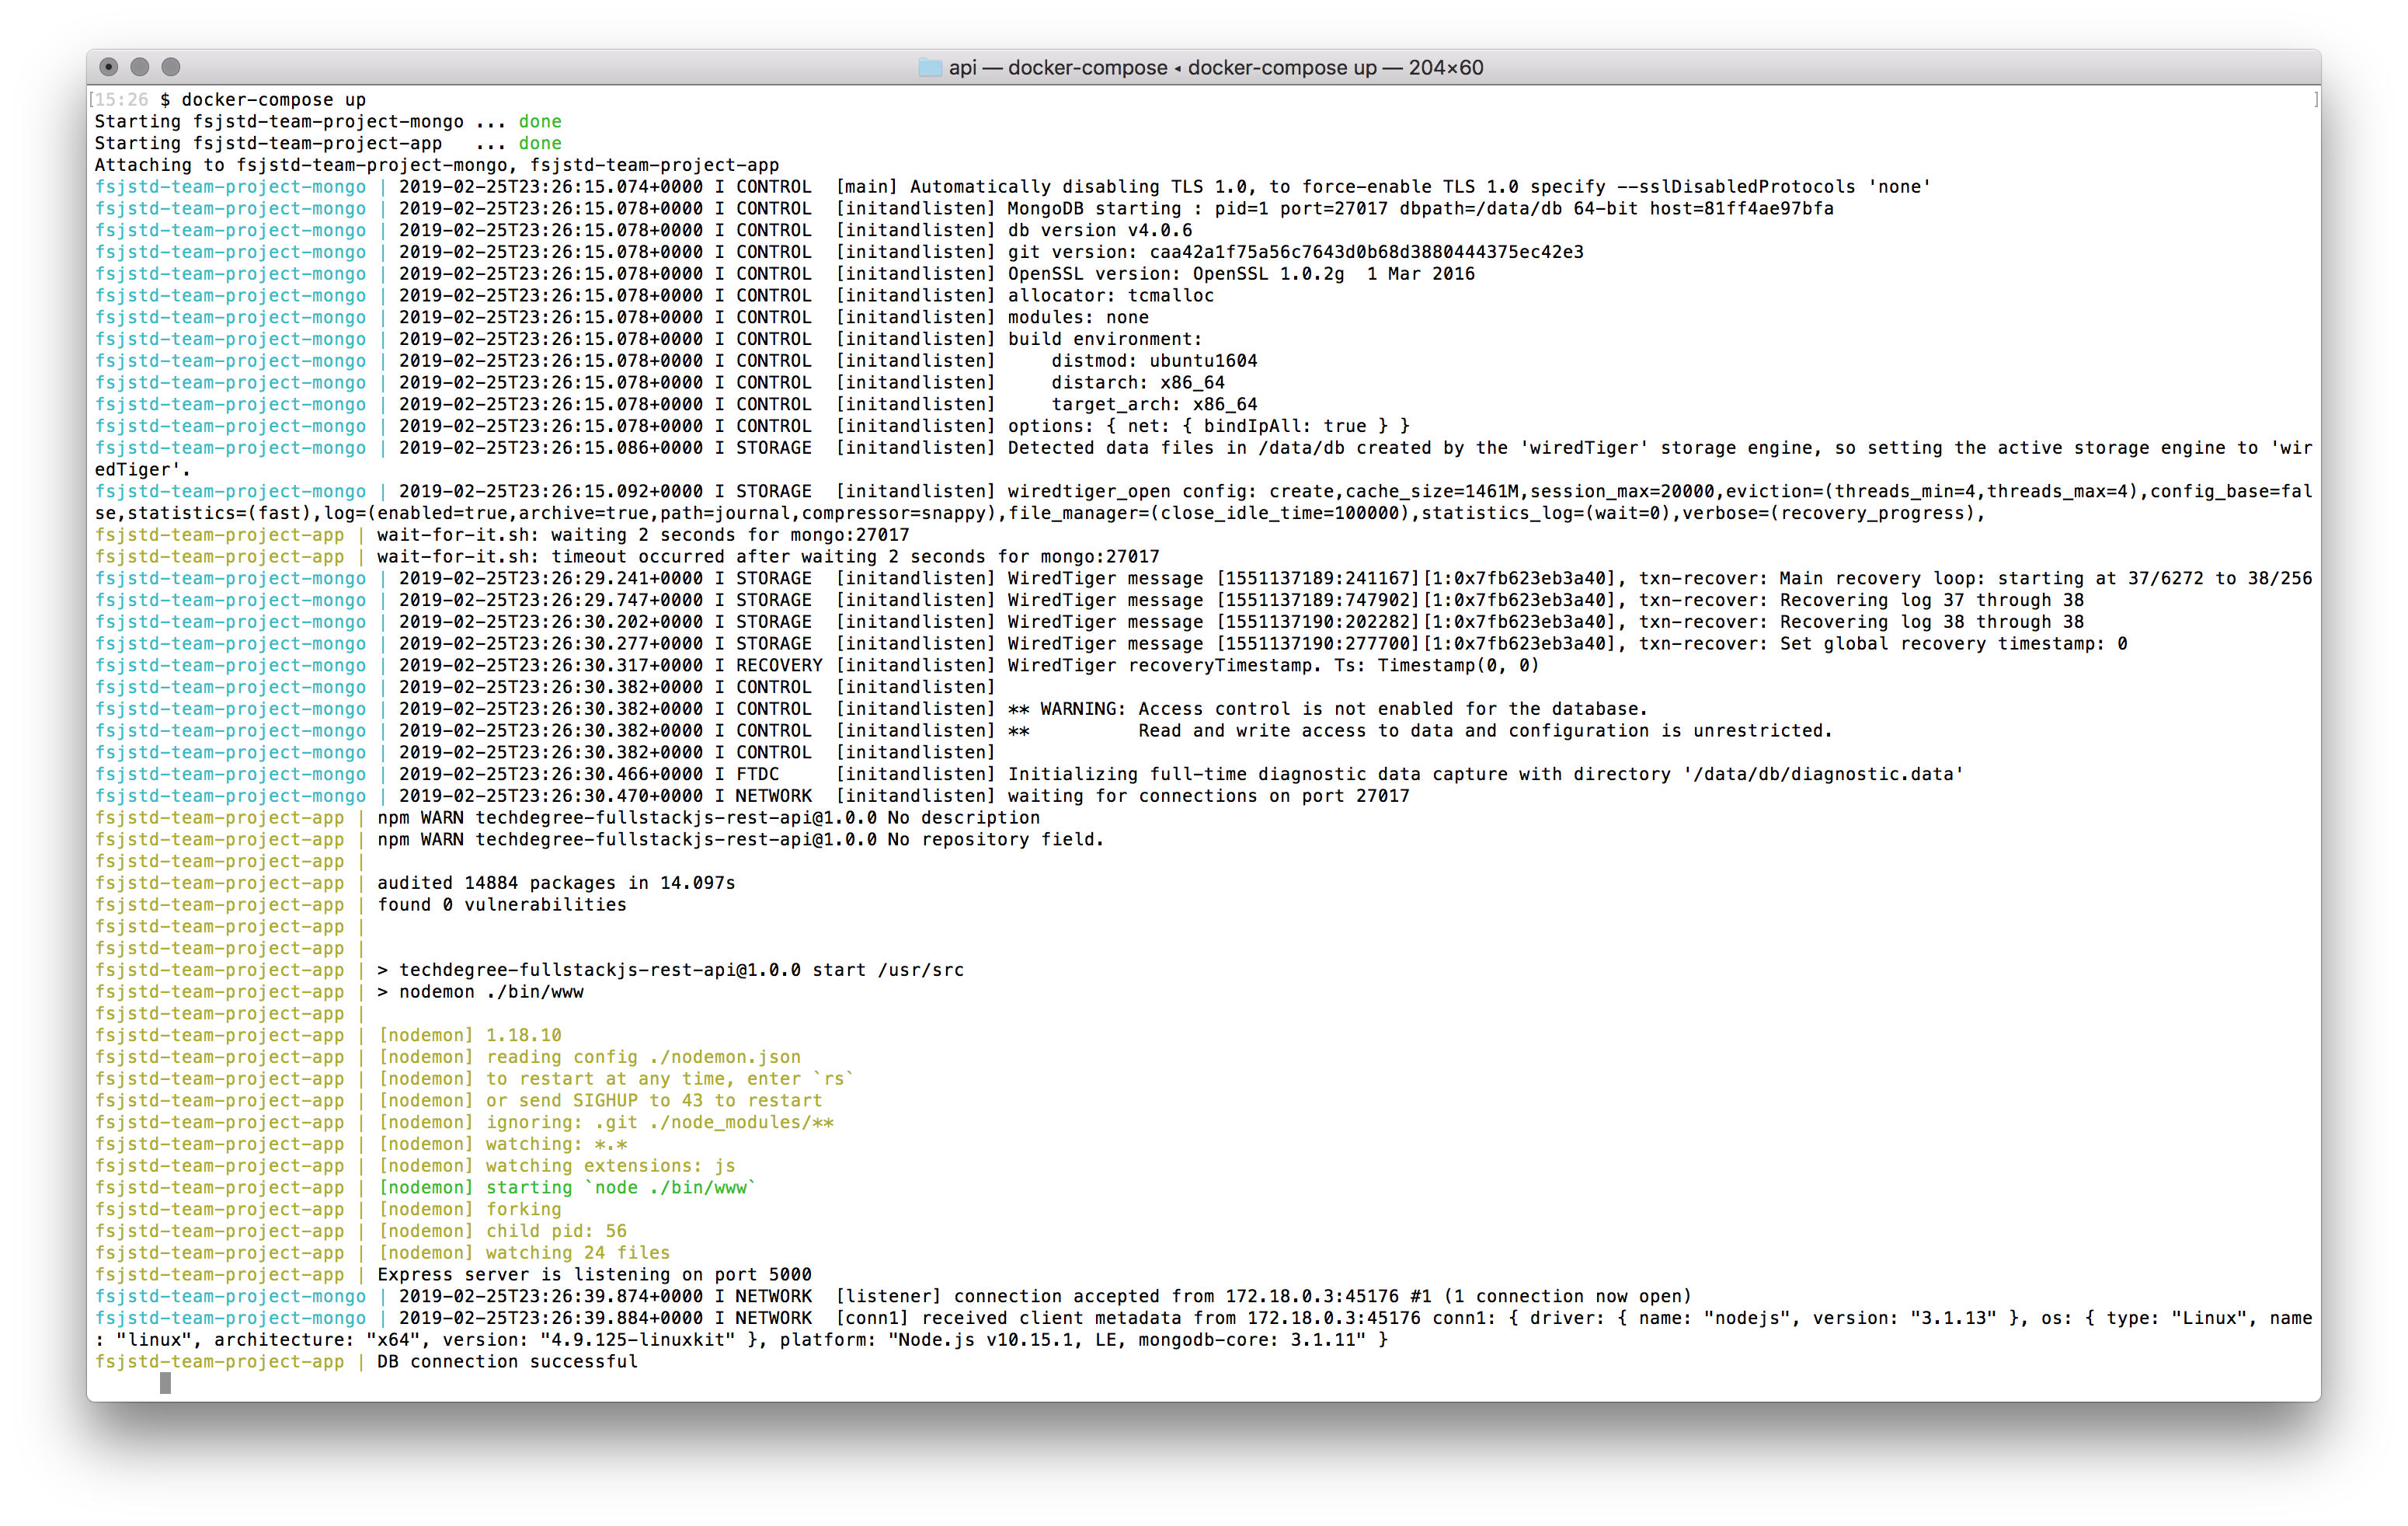 api — docker-compose ◂ docker-compose up — 204×60
[15:26 $ docker-compose up ]
Starting fsjstd-team-project-mongo ... done
Starting fsjstd-team-project-app   ... done
Attaching to fsjstd-team-project-mongo, fsjstd-team-project-app
fsjstd-team-project-mongo | 2019-02-25T23:26:15.074+0000 I CONTROL  [main] Automatically disabling TLS 1.0, to force-enable TLS 1.0 specify --sslDisabledProtocols 'none'
fsjstd-team-project-mongo | 2019-02-25T23:26:15.078+0000 I CONTROL  [initandlisten] MongoDB starting : pid=1 port=27017 dbpath=/data/db 64-bit host=81ff4ae97bfa
fsjstd-team-project-mongo | 2019-02-25T23:26:15.078+0000 I CONTROL  [initandlisten] db version v4.0.6
fsjstd-team-project-mongo | 2019-02-25T23:26:15.078+0000 I CONTROL  [initandlisten] git version: caa42a1f75a56c7643d0b68d3880444375ec42e3
fsjstd-team-project-mongo | 2019-02-25T23:26:15.078+0000 I CONTROL  [initandlisten] OpenSSL version: OpenSSL 1.0.2g  1 Mar 2016
fsjstd-team-project-mongo | 2019-02-25T23:26:15.078+0000 I CONTROL  [initandlisten] allocator: tcmalloc
fsjstd-team-project-mongo | 2019-02-25T23:26:15.078+0000 I CONTROL  [initandlisten] modules: none
fsjstd-team-project-mongo | 2019-02-25T23:26:15.078+0000 I CONTROL  [initandlisten] build environment:
fsjstd-team-project-mongo | 2019-02-25T23:26:15.078+0000 I CONTROL  [initandlisten]     distmod: ubuntu1604
fsjstd-team-project-mongo | 2019-02-25T23:26:15.078+0000 I CONTROL  [initandlisten]     distarch: x86_64
fsjstd-team-project-mongo | 2019-02-25T23:26:15.078+0000 I CONTROL  [initandlisten]     target_arch: x86_64
fsjstd-team-project-mongo | 2019-02-25T23:26:15.078+0000 I CONTROL  [initandlisten] options: { net: { bindIpAll: true } }
fsjstd-team-project-mongo | 2019-02-25T23:26:15.086+0000 I STORAGE  [initandlisten] Detected data files in /data/db created by the 'wiredTiger' storage engine, so setting the active storage engine to 'wir
edTiger'.
fsjstd-team-project-mongo | 2019-02-25T23:26:15.092+0000 I STORAGE  [initandlisten] wiredtiger_open config: create,cache_size=1461M,session_max=20000,eviction=(threads_min=4,threads_max=4),config_base=fal
se,statistics=(fast),log=(enabled=true,archive=true,path=journal,compressor=snappy),file_manager=(close_idle_time=100000),statistics_log=(wait=0),verbose=(recovery_progress),
fsjstd-team-project-app | wait-for-it.sh: waiting 2 seconds for mongo:27017
fsjstd-team-project-app | wait-for-it.sh: timeout occurred after waiting 2 seconds for mongo:27017
fsjstd-team-project-mongo | 2019-02-25T23:26:29.241+0000 I STORAGE  [initandlisten] WiredTiger message [1551137189:241167][1:0x7fb623eb3a40], txn-recover: Main recovery loop: starting at 37/6272 to 38/256
fsjstd-team-project-mongo | 2019-02-25T23:26:29.747+0000 I STORAGE  [initandlisten] WiredTiger message [1551137189:747902][1:0x7fb623eb3a40], txn-recover: Recovering log 37 through 38
fsjstd-team-project-mongo | 2019-02-25T23:26:30.202+0000 I STORAGE  [initandlisten] WiredTiger message [1551137190:202282][1:0x7fb623eb3a40], txn-recover: Recovering log 38 through 38
fsjstd-team-project-mongo | 2019-02-25T23:26:30.277+0000 I STORAGE  [initandlisten] WiredTiger message [1551137190:277700][1:0x7fb623eb3a40], txn-recover: Set global recovery timestamp: 0
fsjstd-team-project-mongo | 2019-02-25T23:26:30.317+0000 I RECOVERY [initandlisten] WiredTiger recoveryTimestamp. Ts: Timestamp(0, 0)
fsjstd-team-project-mongo | 2019-02-25T23:26:30.382+0000 I CONTROL  [initandlisten]
fsjstd-team-project-mongo | 2019-02-25T23:26:30.382+0000 I CONTROL  [initandlisten] ** WARNING: Access control is not enabled for the database.
fsjstd-team-project-mongo | 2019-02-25T23:26:30.382+0000 I CONTROL  [initandlisten] **          Read and write access to data and configuration is unrestricted.
fsjstd-team-project-mongo | 2019-02-25T23:26:30.382+0000 I CONTROL  [initandlisten]
fsjstd-team-project-mongo | 2019-02-25T23:26:30.466+0000 I FTDC     [initandlisten] Initializing full-time diagnostic data capture with directory '/data/db/diagnostic.data'
fsjstd-team-project-mongo | 2019-02-25T23:26:30.470+0000 I NETWORK  [initandlisten] waiting for connections on port 27017
fsjstd-team-project-app | npm WARN techdegree-fullstackjs-rest-api@1.0.0 No description
fsjstd-team-project-app | npm WARN techdegree-fullstackjs-rest-api@1.0.0 No repository field.
fsjstd-team-project-app |
fsjstd-team-project-app | audited 14884 packages in 14.097s
fsjstd-team-project-app | found 0 vulnerabilities
fsjstd-team-project-app |
fsjstd-team-project-app |
fsjstd-team-project-app | > techdegree-fullstackjs-rest-api@1.0.0 start /usr/src
fsjstd-team-project-app | > nodemon ./bin/www
fsjstd-team-project-app |
fsjstd-team-project-app | [nodemon] 1.18.10
fsjstd-team-project-app | [nodemon] reading config ./nodemon.json
fsjstd-team-project-app | [nodemon] to restart at any time, enter `rs`
fsjstd-team-project-app | [nodemon] or send SIGHUP to 43 to restart
fsjstd-team-project-app | [nodemon] ignoring: .git ./node_modules/**
fsjstd-team-project-app | [nodemon] watching: *.*
fsjstd-team-project-app | [nodemon] watching extensions: js
fsjstd-team-project-app | [nodemon] starting `node ./bin/www`
fsjstd-team-project-app | [nodemon] forking
fsjstd-team-project-app | [nodemon] child pid: 56
fsjstd-team-project-app | [nodemon] watching 24 files
fsjstd-team-project-app | Express server is listening on port 5000
fsjstd-team-project-mongo | 2019-02-25T23:26:39.874+0000 I NETWORK  [listener] connection accepted from 172.18.0.3:45176 #1 (1 connection now open)
fsjstd-team-project-mongo | 2019-02-25T23:26:39.884+0000 I NETWORK  [conn1] received client metadata from 172.18.0.3:45176 conn1: { driver: { name: "nodejs", version: "3.1.13" }, os: { type: "Linux", name
: "linux", architecture: "x64", version: "4.9.125-linuxkit" }, platform: "Node.js v10.15.1, LE, mongodb-core: 3.1.11" }
fsjstd-team-project-app | DB connection successful